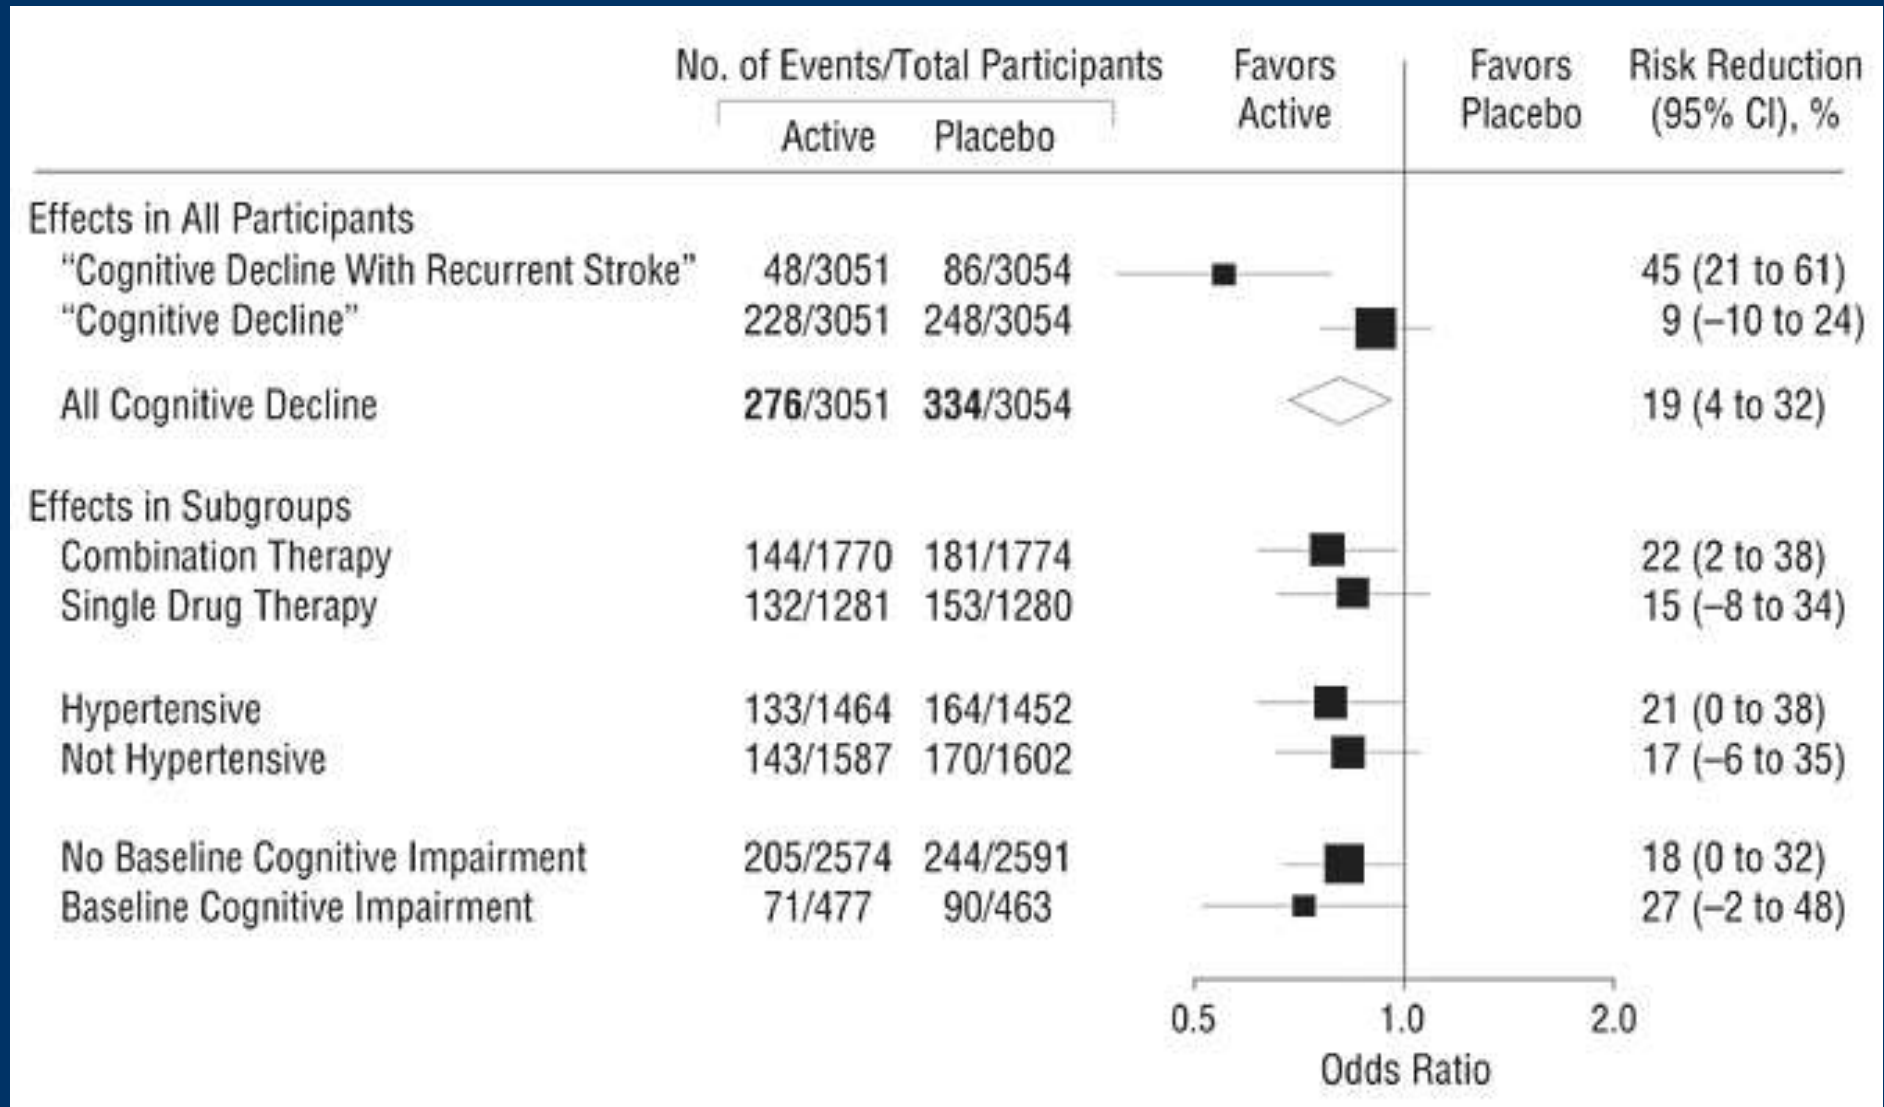 No. of Events/Total Participants Favors Active Favors Placebo Risk Reduction (95% CI), %
Active Placebo
Effects in All Participants
“Cognitive Decline With Recurrent Stroke” 48/3051 86/3054 45 (21 to 61)
“Cognitive Decline” 228/3051 248/3054 9 (–10 to 24)
All Cognitive Decline 276/3051 334/3054 19 (4 to 32)
Effects in Subgroups
Combination Therapy 144/1770 181/1774 22 (2 to 38)
Single Drug Therapy 132/1281 153/1280 15 (–8 to 34)
Hypertensive 133/1464 164/1452 21 (0 to 38)
Not Hypertensive 143/1587 170/1602 17 (–6 to 35)
No Baseline Cognitive Impairment 205/2574 244/2591 18 (0 to 32)
Baseline Cognitive Impairment 71/477 90/463 27 (–2 to 48)
0.5 1.0 2.0
Odds Ratio